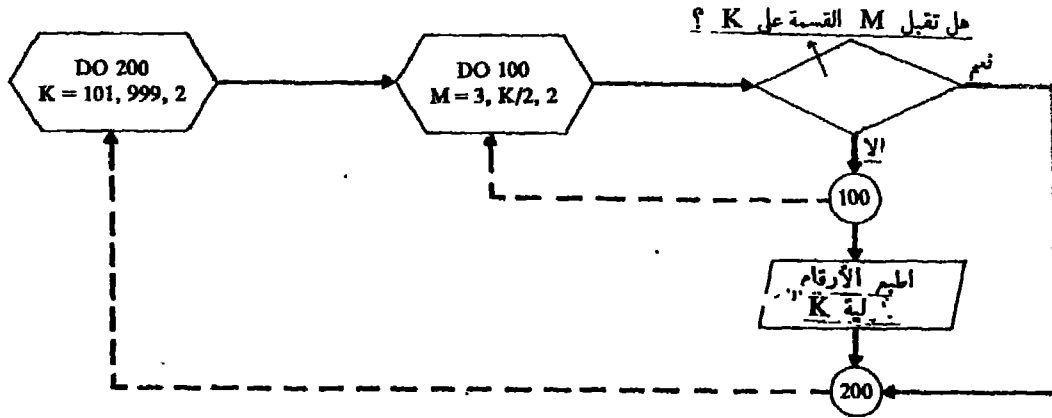 هل تقبل M القسمة على K ؟
DO 200
K = 101, 999, 2
DO 100
M = 3, K/2, 2
نعم
الا
100
اطبع الأرقام
K
200